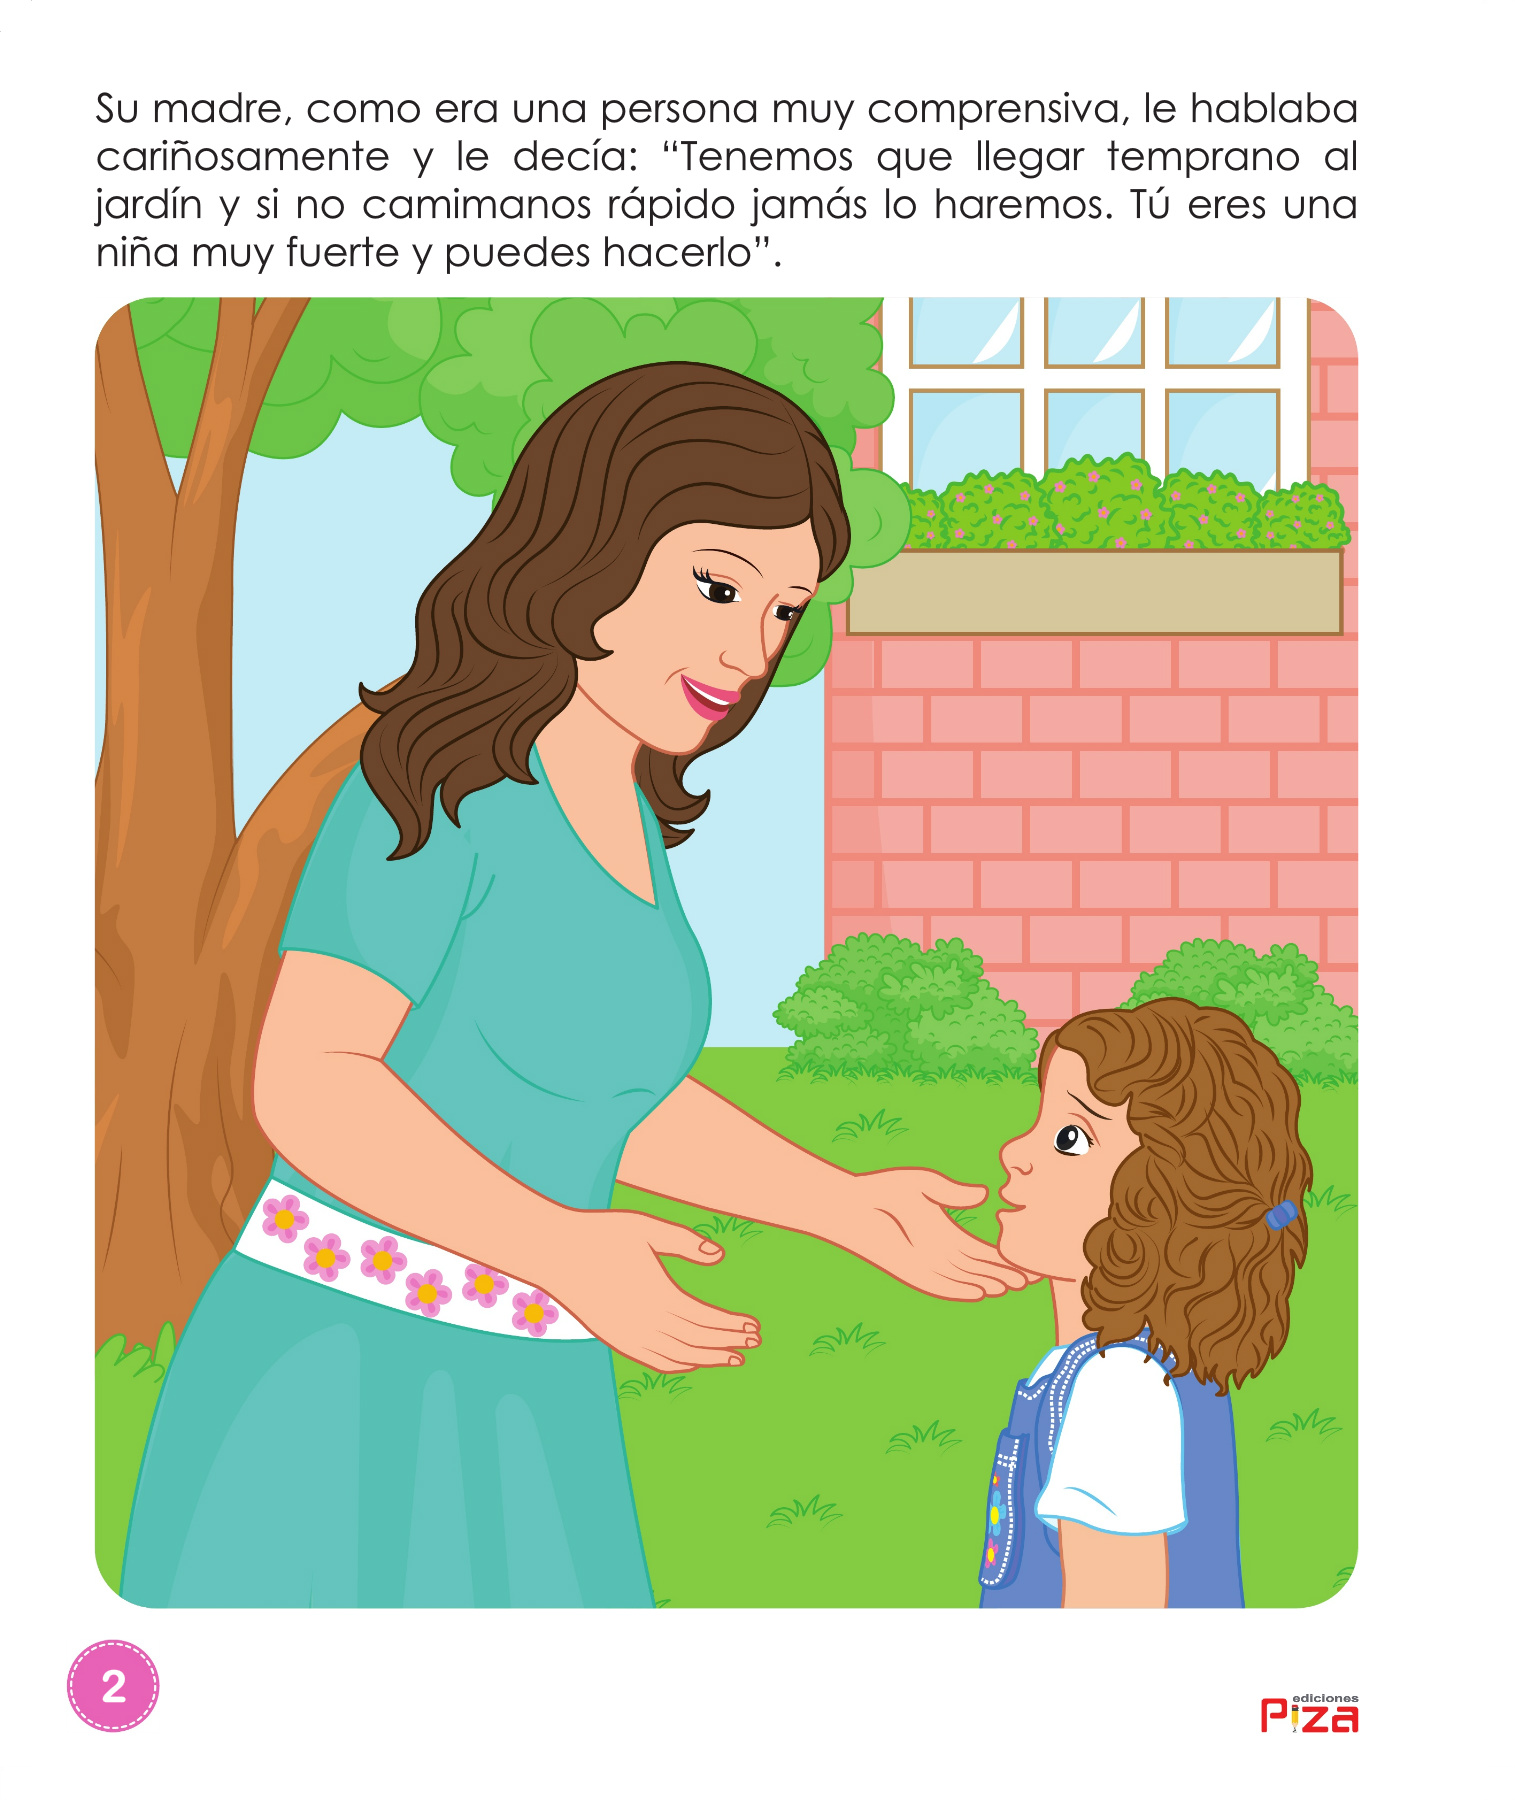 Su madre, como era una persona muy comprensiva, le hablaba
cariñosamente y le decía: “Tenemos que llegar temprano al
jardín y si no camimanos rápido jamás lo haremos. Tú eres una
niña muy fuerte y puedes hacerlo”.
2
ediciones
Piza